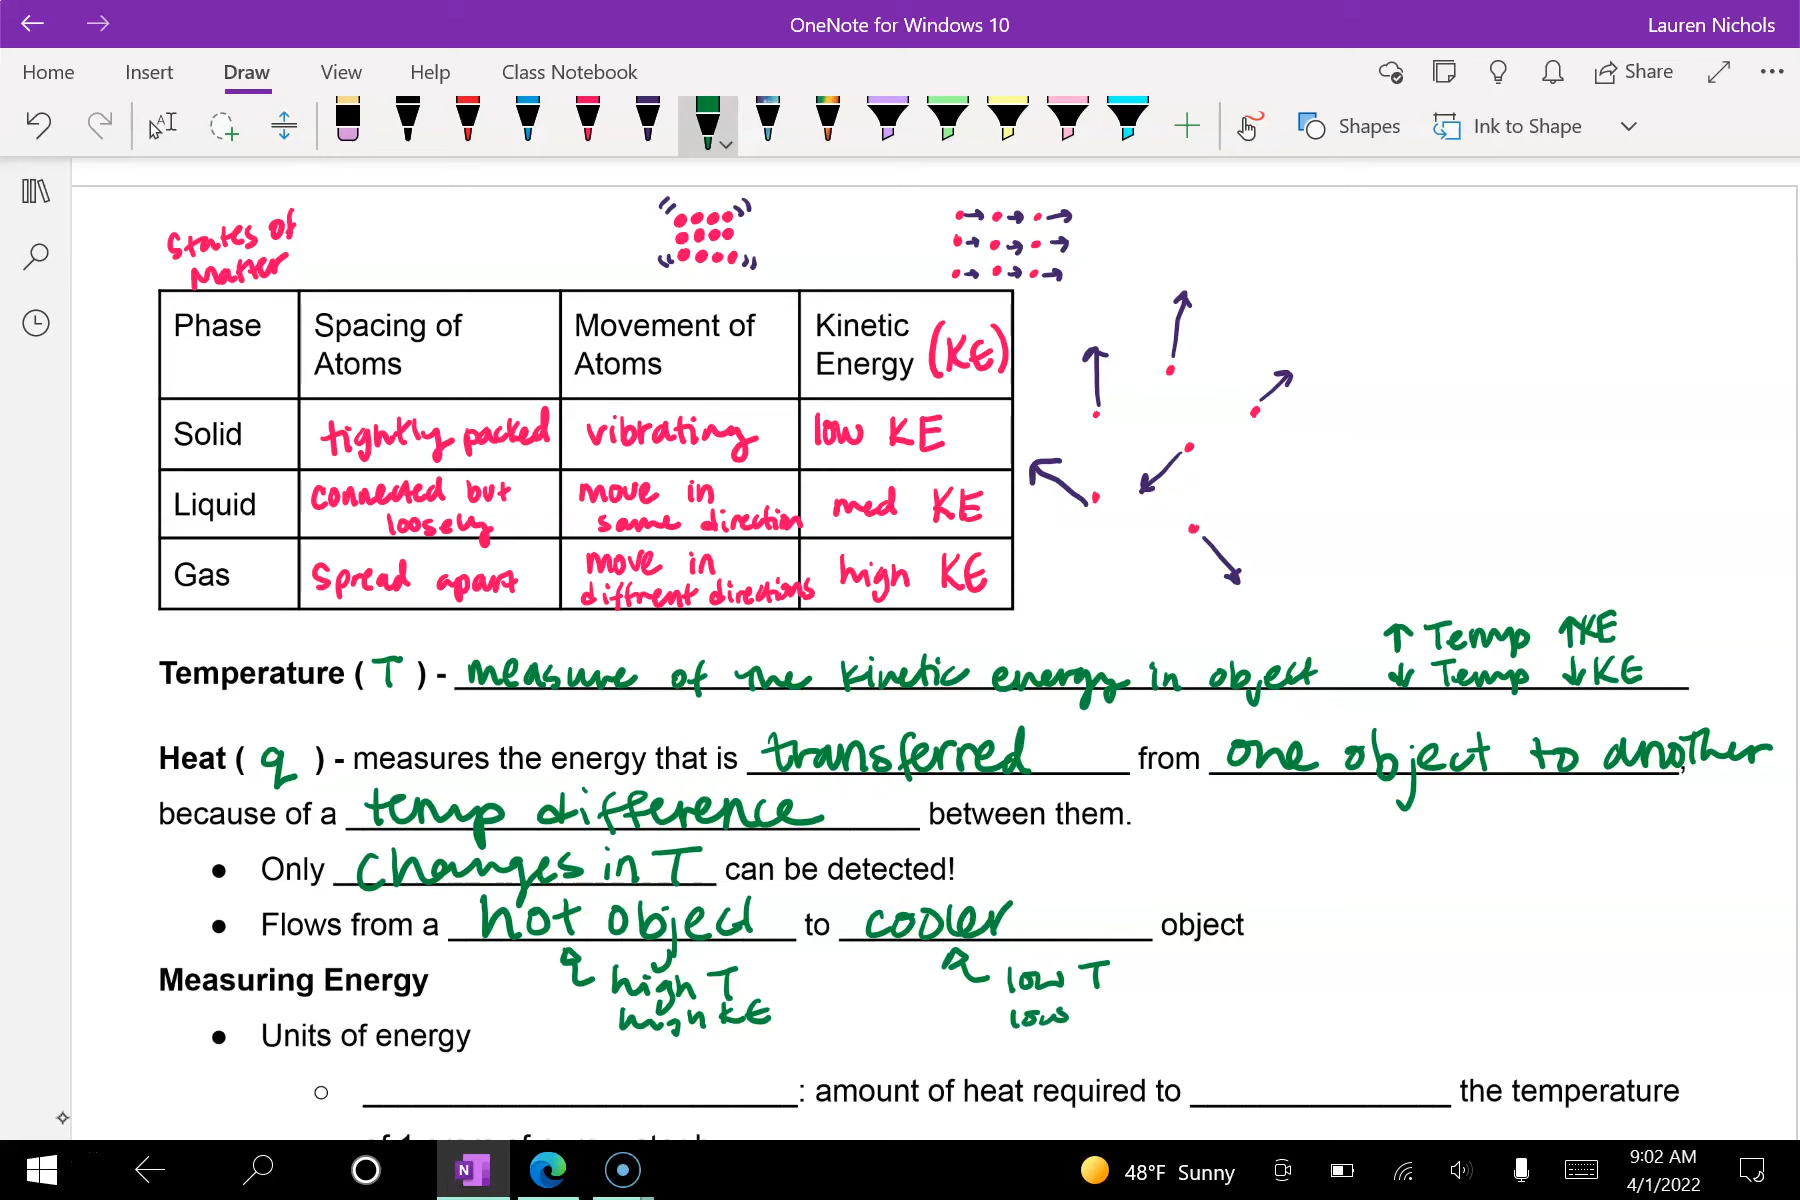 OneNote for Windows 10
Lauren Nichols
Home Insert Draw View Help Class Notebook Share
Shapes Ink to Shape
States of
Matter
Phase Spacing of Atoms Movement of Atoms Kinetic Energy (KE)
Solid tightly packed vibrating low KE
Liquid connected but loosely move in same direction med KE
Gas spread apart move in diffrent directions high KE
↑ Temp ↑KE
Temperature ( T ) - measure of the kinetic energy in object ↓ Temp ↓KE
Heat ( q ) - measures the energy that is transferred from one object to another,
because of a temp difference between them.
● Only changes in T can be detected!
● Flows from a hot object to cooler object
high T low T
high KE low
Measuring Energy
● Units of energy
○ ____: amount of heat required to ____ the temperature
48°F Sunny
9:02 AM
4/1/2022